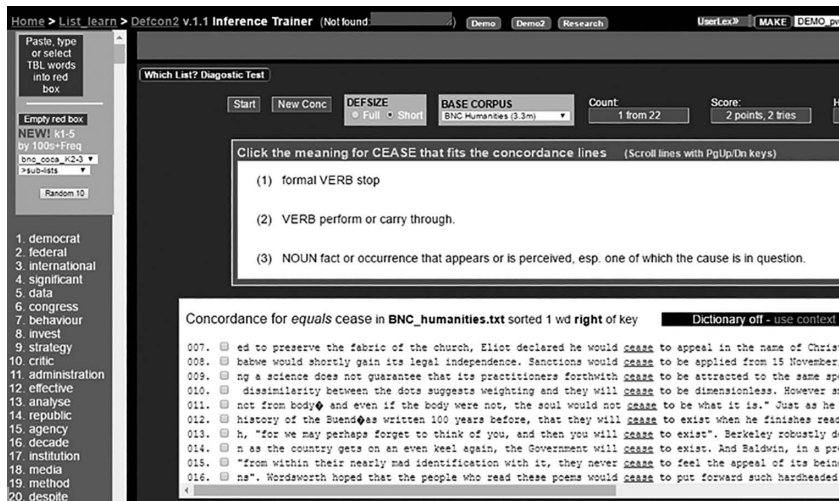 Home > List_learn > Defcon2 v.1.1 Inference Trainer (Not found: ) Demo Demo2 Research UserLex» MAKE DEMO_pw
Paste, type
or select
TBL words
into red
box
Empty red box
NEW! k1-5
by 100s+Freq
bnc_coca_K2-3
>sub-lists
Random 10
1. democrat
2. federal
3. international
4. significant
5. data
6. congress
7. behaviour
8. invest
9. strategy
10. critic
11. administration
12. effective
13. analyse
14. republic
15. agency
16. decade
17. institution
18. media
19. method
20. despite
Which List? Diagostic Test
Start New Conc
DEFSIZE
Full Short
BASE CORPUS
BNC Humanities (3.3m)
Count:
1 from 22
Score:
2 points, 2 tries
Click the meaning for CEASE that fits the concordance lines (Scroll lines with PgUp/Dn keys)
(1) formal VERB stop
(2) VERB perform or carry through.
(3) NOUN fact or occurrence that appears or is perceived, esp. one of which the cause is in question.
Concordance for equals cease in BNC_humanities.txt sorted 1 wd right of key Dictionary off - use context
007. ed to preserve the fabric of the church, Eliot declared he would cease to appeal in the name of Christ
008. babwe would shortly gain its legal independence. Sanctions would cease to be applied from 15 November,
009. ng a science does not guarantee that its practitioners forthwith cease to be attracted to the same spe
010. dissimilarity between the dots suggests weighting and they will cease to be dimensionless. However s
011. not from body� and even if the body were not, the soul would not cease to be what it is." Just as he
012. history of the Buend�as written 100 years before, that they will cease to exist when he finishes read
013. h, "for we may perhaps forget to think of you, and then you will cease to exist". Berkeley robustly d
014. n as the country gets on an even keel again, the Government will cease to exist. And Baldwin, in a pr
015. "from within their nearly mad identification with it, they never cease to feel the appeal of its bein
016. ns". Wordsworth hoped that the people who read these poems would cease to put forward such hardheaded